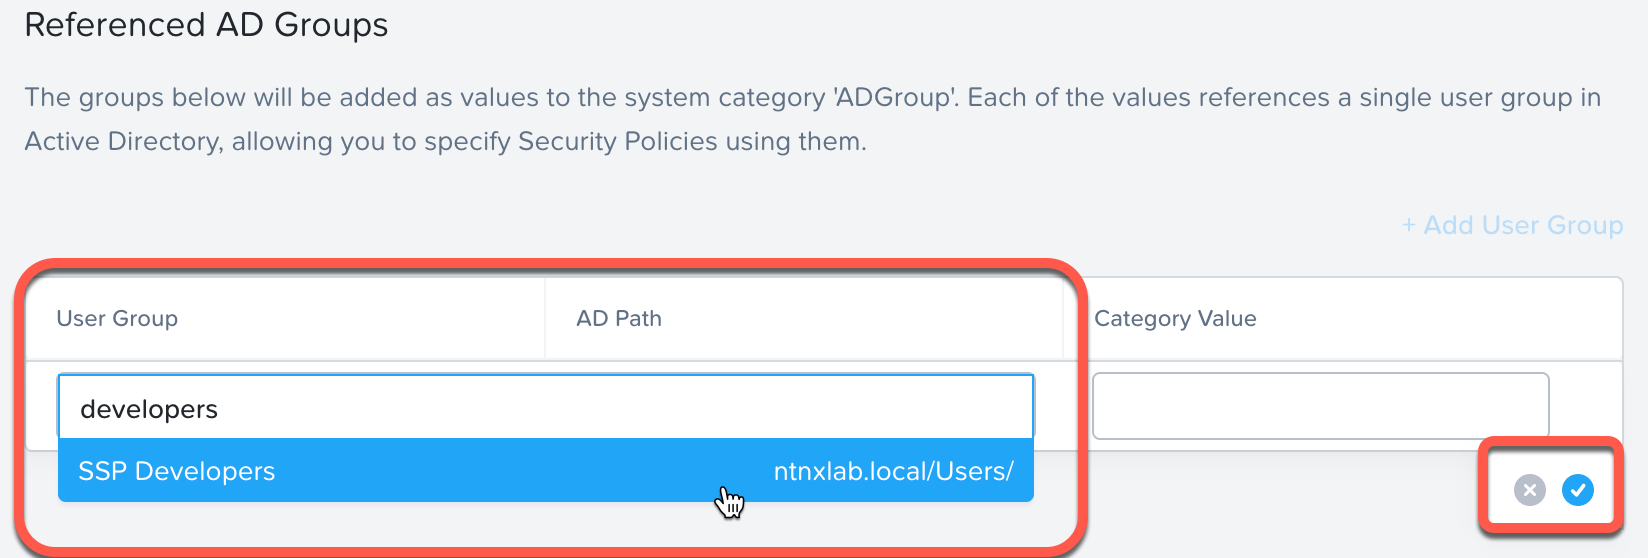 Referenced AD Groups
The groups below will be added as values to the system category 'ADGroup'. Each of the values references a single user group in
Active Directory, allowing you to specify Security Policies using them.
+ Add User Group
User Group AD Path Category Value
developers
SSP Developers ntnxlab.local/Users/